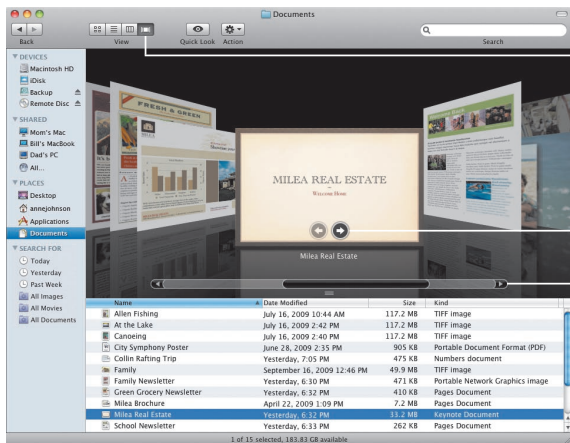 Documents
Back
View
Quick Look
Action
Search
DEVICES
Macintosh HD
iDisk
Backup
Remote Disc
SHARED
Mom's Mac
Bill's MacBook
Dad's PC
All...
PLACES
Desktop
annejohnson
Applications
Documents
SEARCH FOR
Today
Yesterday
Past Week
All Images
All Movies
All Documents
FRESH & GREEN
MILEA REAL ESTATE
Welcome Home
Milea Real Estate
Name Date Modified Size Kind
Allen Fishing July 16, 2009 10:44 AM 117.2 MB TIFF image
At the Lake July 16, 2009 2:42 PM 117.2 MB TIFF image
Canoeing July 16, 2009 2:40 PM 117.2 MB TIFF image
City Symphony Poster June 28, 2009 2:35 PM 905 KB Portable Document Format (PDF)
Collin Rafting Trip Yesterday, 7:05 PM 475 KB Numbers document
Family September 16, 2009 12:46 PM 49.9 MB TIFF image
Family Newsletter Yesterday, 6:30 PM 471 KB Portable Network Graphics image
Green Grocery Newsletter Yesterday, 6:32 PM 410 KB Pages Document
Milea Brochure April 22, 2009 1:09 PM 7.2 MB Pages Document
Milea Real Estate Yesterday, 6:32 PM 33.2 MB Keynote Document
School Newsletter Yesterday, 6:33 PM 262 KB Pages Document
1 of 15 selected, 183.83 GB available